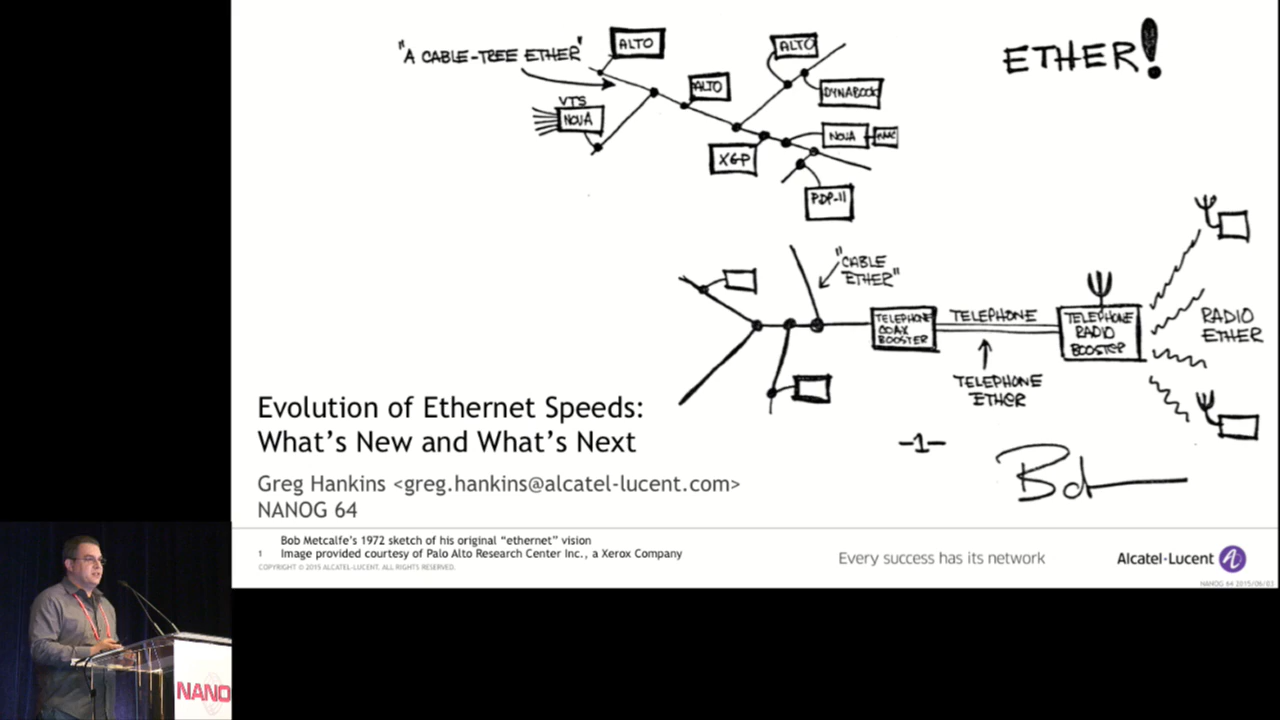 "A CABLE-TREE ETHER"
ALTO
ALTO
ETHER!
ALTO
DYNABOOK
VTS
NOVA
NOVA
XGP
PDP-11
"CABLE
ETHER"
TELEPHONE
COAX
BOOSTER
TELEPHONE
TELEPHONE
RADIO
BOOSTER
RADIO
ETHER
TELEPHONE
ETHER
-1-
Bob
Evolution of Ethernet Speeds:
What's New and What's Next
Greg Hankins <greg.hankins@alcatel-lucent.com>
NANOG 64
Bob Metcalfe's 1972 sketch of his original "ethernet" vision
1 Image provided courtesy of Palo Alto Research Center Inc., a Xerox Company
COPYRIGHT © 2015 ALCATEL-LUCENT. ALL RIGHTS RESERVED.
Every success has its network
Alcatel·Lucent
NANOG 64 2015/06/03
NANO